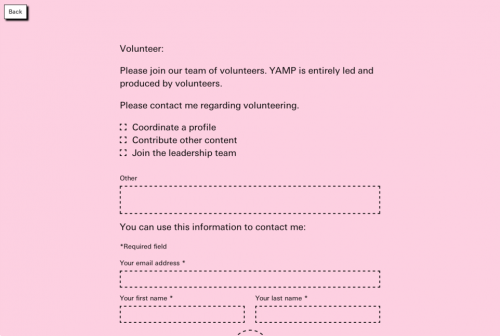 Back
Volunteer:
Please join our team of volunteers. YAMP is entirely led and
produced by volunteers.
Please contact me regarding volunteering.
Coordinate a profile
Contribute other content
Join the leadership team
Other
You can use this information to contact me:
*Required field
Your email address *
Your first name * Your last name *